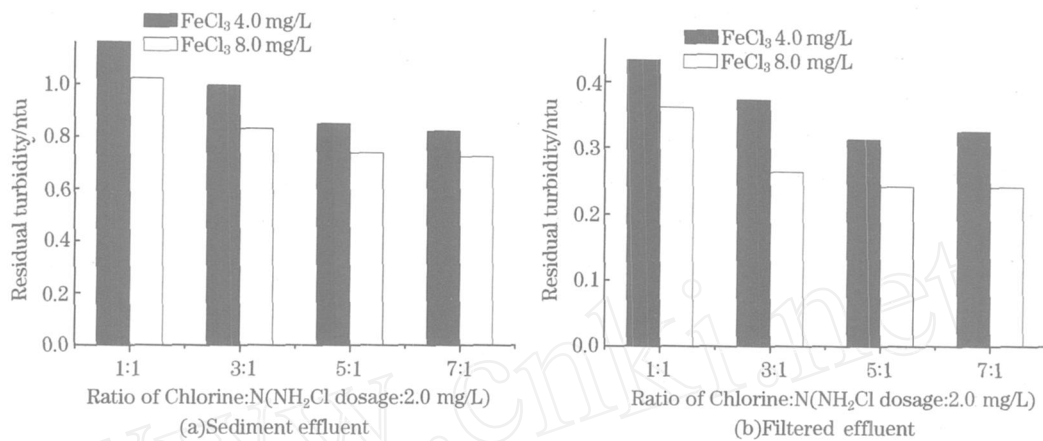 FeCl₃ 4.0 mg/L
FeCl₃ 8.0 mg/L
Residual turbidity/ntu
1.0
0.8
0.6
0.4
0.2
0.0
1:1 3:1 5:1 7:1
Ratio of Chlorine:N(NH₂Cl dosage:2.0 mg/L)
(a)Sediment effluent
FeCl₃ 4.0 mg/L
FeCl₃ 8.0 mg/L
Residual turbidity/ntu
0.4
0.3
0.2
0.1
0.0
1:1 3:1 5:1 7:1
Ratio of Chlorine:N(NH₂Cl dosage:2.0 mg/L)
(b)Filtered effluent
www.cnki.net